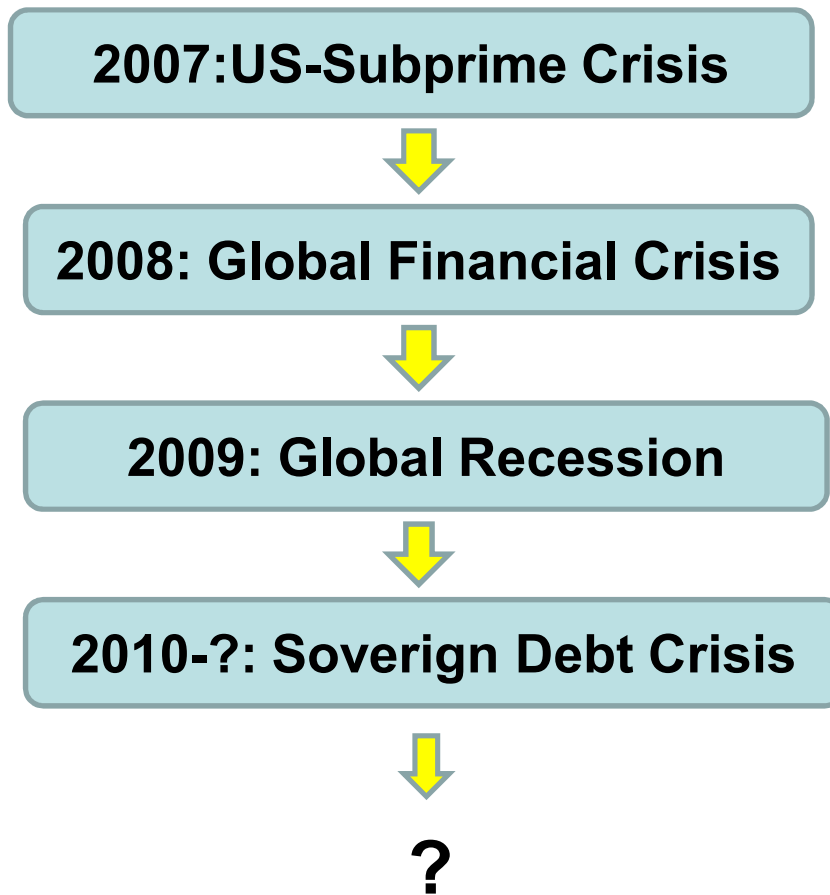 2007:US-Subprime Crisis
2008: Global Financial Crisis
2009: Global Recession
2010-?: Soverign Debt Crisis
?